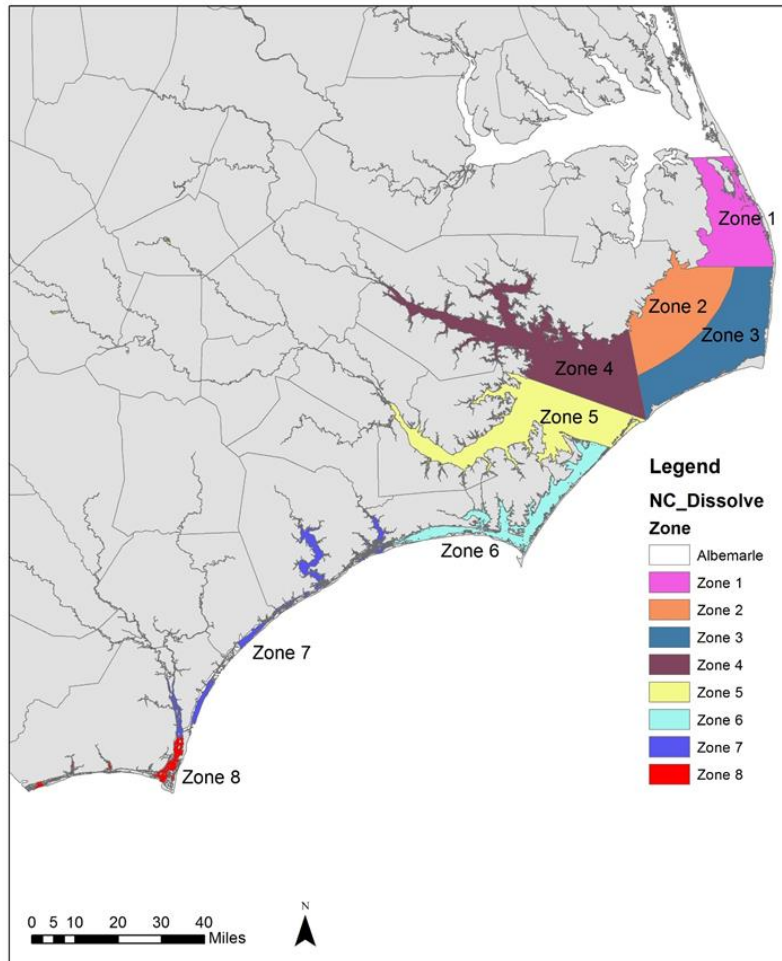 Zone 1
Zone 2
Zone 3
Zone 4
Zone 5
Zone 6
Zone 7
Zone 8
Legend
NC_Dissolve
Zone
Albemarle
Zone 1
Zone 2
Zone 3
Zone 4
Zone 5
Zone 6
Zone 7
Zone 8
0 5 10 20 30 40
Miles
N